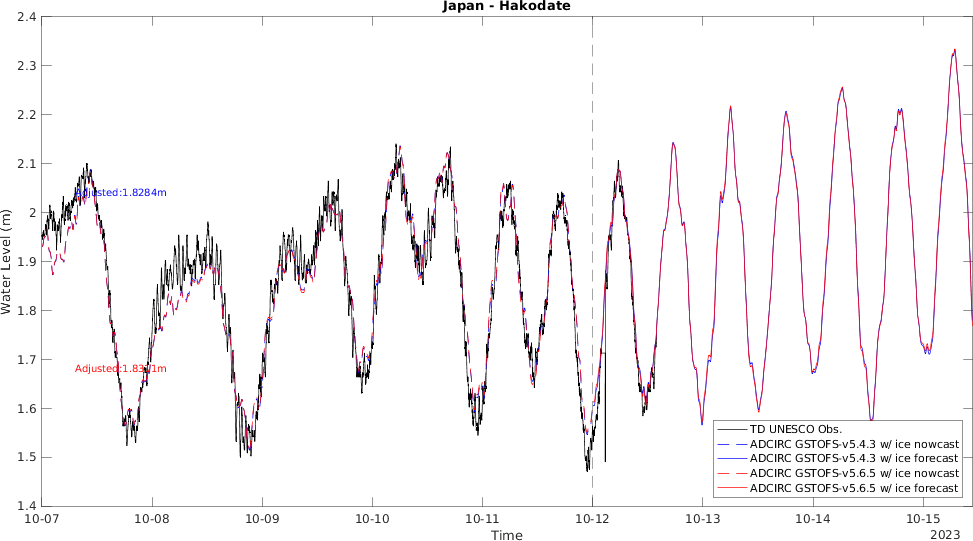 Japan - Hakodate
2.4
2.3
2.2
2.1
2
1.9
1.8
1.7
1.6
1.5
1.4
Water Level (m)
Adjusted:1.8284m
TD UNESCO Obs.
ADCIRC GSTOFS-v5.4.3 w/ ice nowcast
ADCIRC GSTOFS-v5.4.3 w/ ice forecast
ADCIRC GSTOFS-v5.6.5 w/ ice nowcast
ADCIRC GSTOFS-v5.6.5 w/ ice forecast
10-07
10-08
10-09
10-10
10-11
10-12
10-13
10-14
10-15
Time
2023